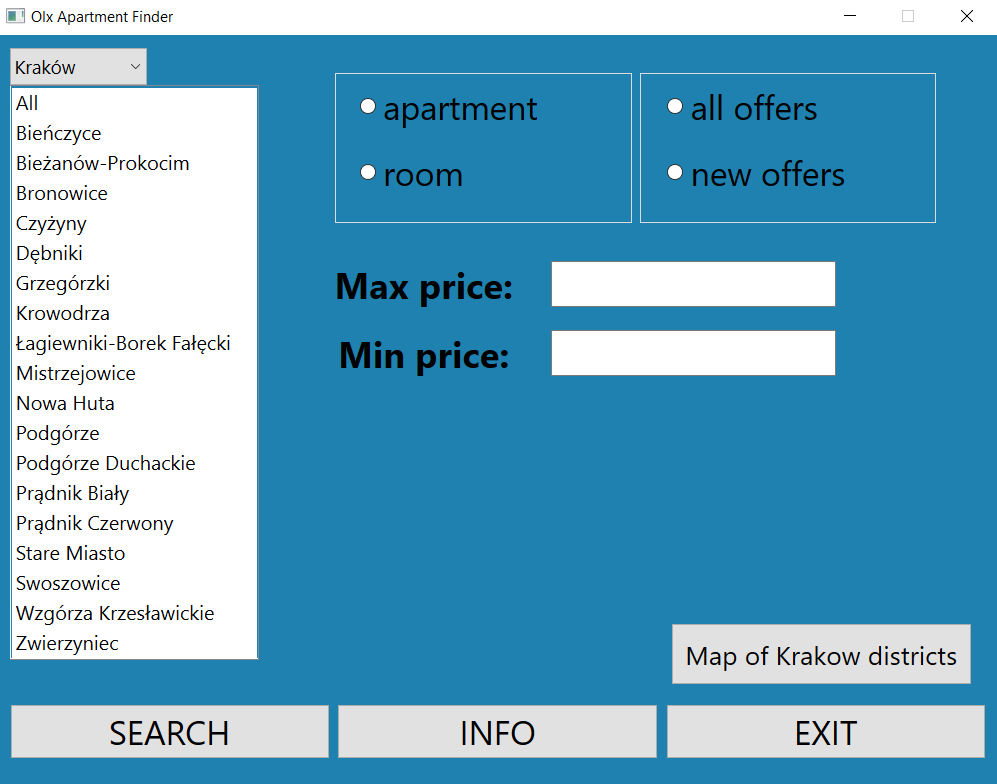 Olx Apartment Finder
Kraków
All
Bieńczyce
Bieżanów-Prokocim
Bronowice
Czyżyny
Dębniki
Grzegórzki
Krowodrza
Łagiewniki-Borek Fałęcki
Mistrzejowice
Nowa Huta
Podgórze
Podgórze Duchackie
Prądnik Biały
Prądnik Czerwony
Stare Miasto
Swoszowice
Wzgórza Krzesławickie
Zwierzyniec
apartment
room
all offers
new offers
Max price:
Min price:
Map of Krakow districts
SEARCH
INFO
EXIT